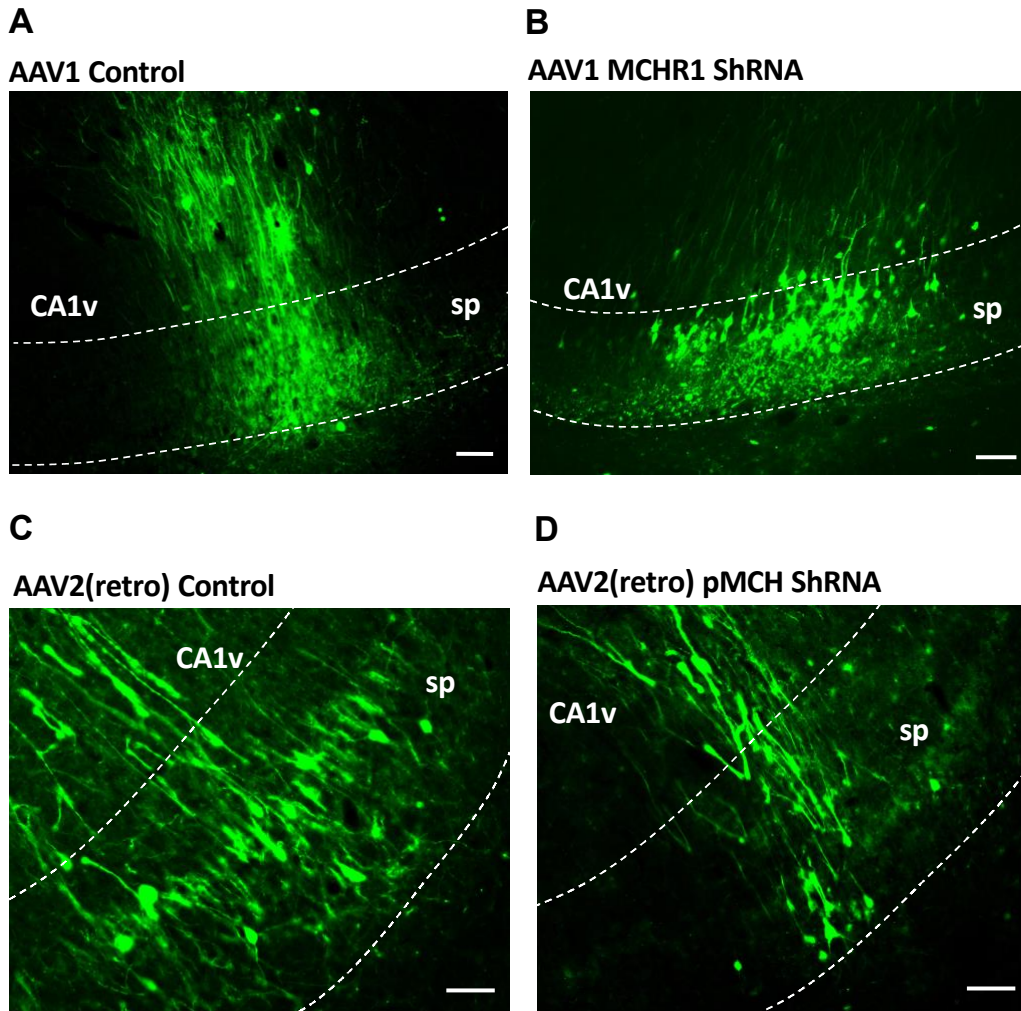 A
AAV1 Control
CA1v
sp
B
AAV1 MCHR1 ShRNA
CA1v
sp
C
AAV2(retro) Control
CA1v
sp
D
AAV2(retro) pMCH ShRNA
CA1v
sp